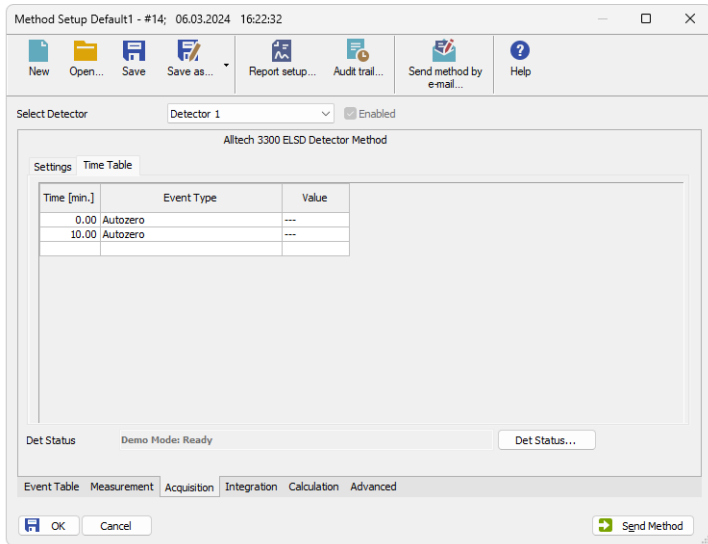 Method Setup Default1 - #14;  06.03.2024  16:22:32
New Open... Save Save as... Report setup... Audit trail... Send method by e-mail... Help
Select Detector Detector 1 Enabled
Alltech 3300 ELSD Detector Method
Settings Time Table
Time [min.] Event Type Value
0.00 Autozero ---
10.00 Autozero ---
Det Status Demo Mode: Ready Det Status...
Event Table Measurement Acquisition Integration Calculation Advanced
OK Cancel Send Method